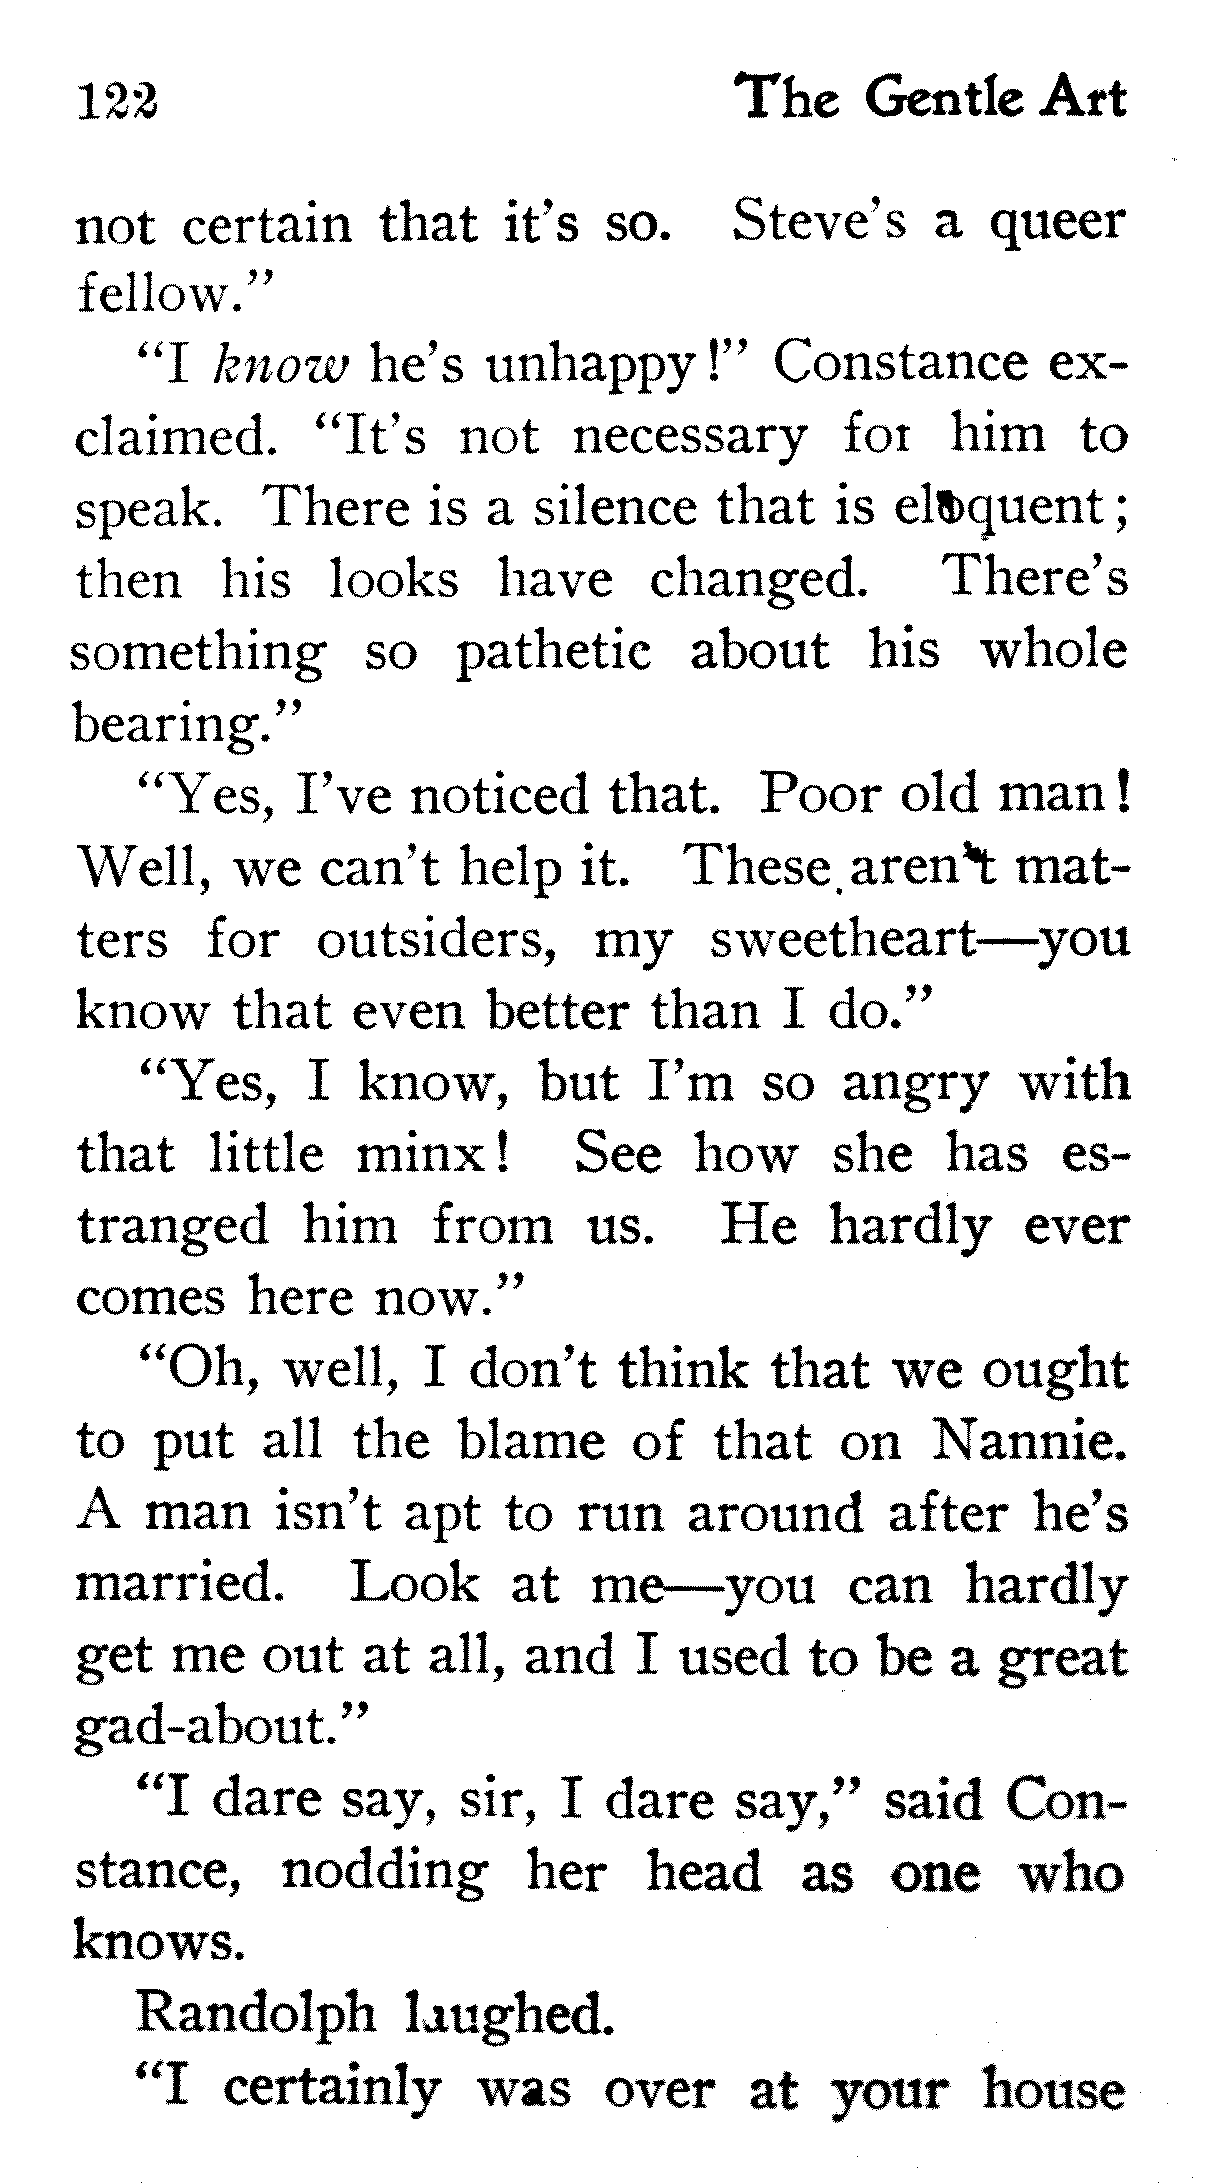 122 The Gentle Art
not certain that it's so. Steve's a queer
fellow."
"I know he's unhappy!" Constance ex-
claimed. "It's not necessary for him to
speak. There is a silence that is eloquent;
then his looks have changed. There's
something so pathetic about his whole
bearing."
"Yes, I've noticed that. Poor old man!
Well, we can't help it. These aren't mat-
ters for outsiders, my sweetheart—you
know that even better than I do."
"Yes, I know, but I'm so angry with
that little minx! See how she has es-
tranged him from us. He hardly ever
comes here now."
"Oh, well, I don't think that we ought
to put all the blame of that on Nannie.
A man isn't apt to run around after he's
married. Look at me—you can hardly
get me out at all, and I used to be a great
gad-about."
"I dare say, sir, I dare say," said Con-
stance, nodding her head as one who
knows.
Randolph laughed.
"I certainly was over at your house